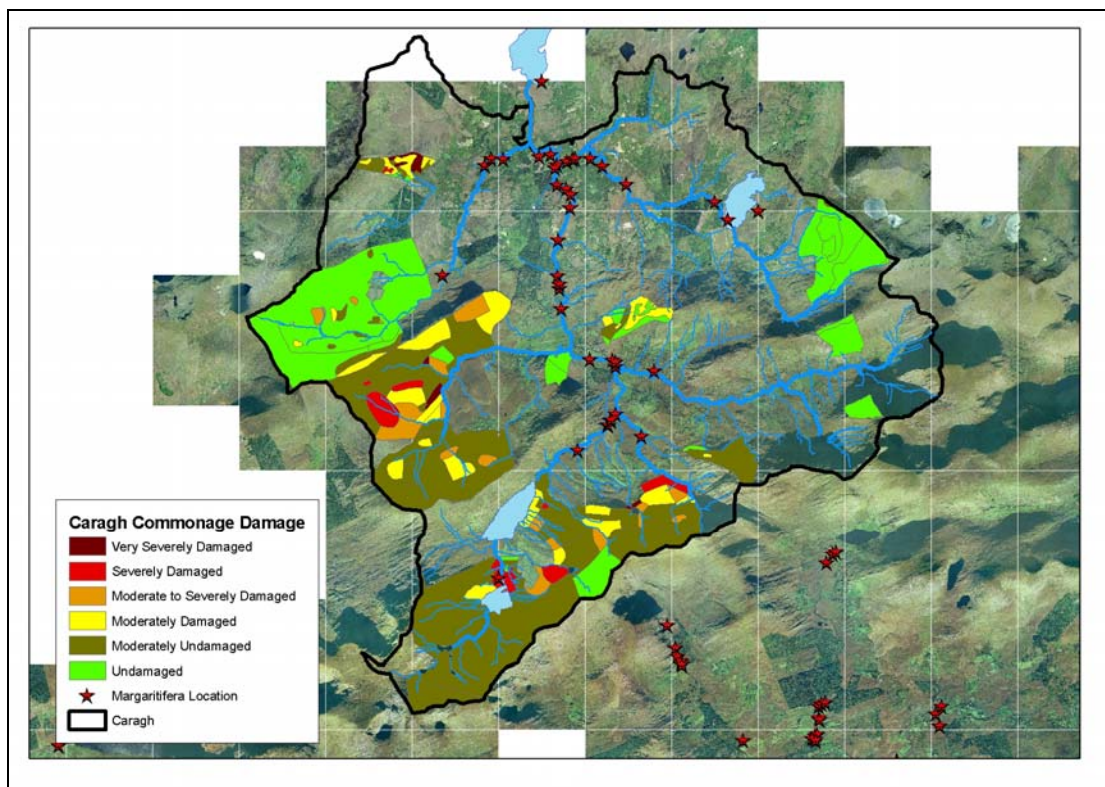 Caragh Commonage Damage
Very Severely Damaged
Severely Damaged
Moderate to Severely Damaged
Moderately Damaged
Moderately Undamaged
Undamaged
Margaritifera Location
Caragh